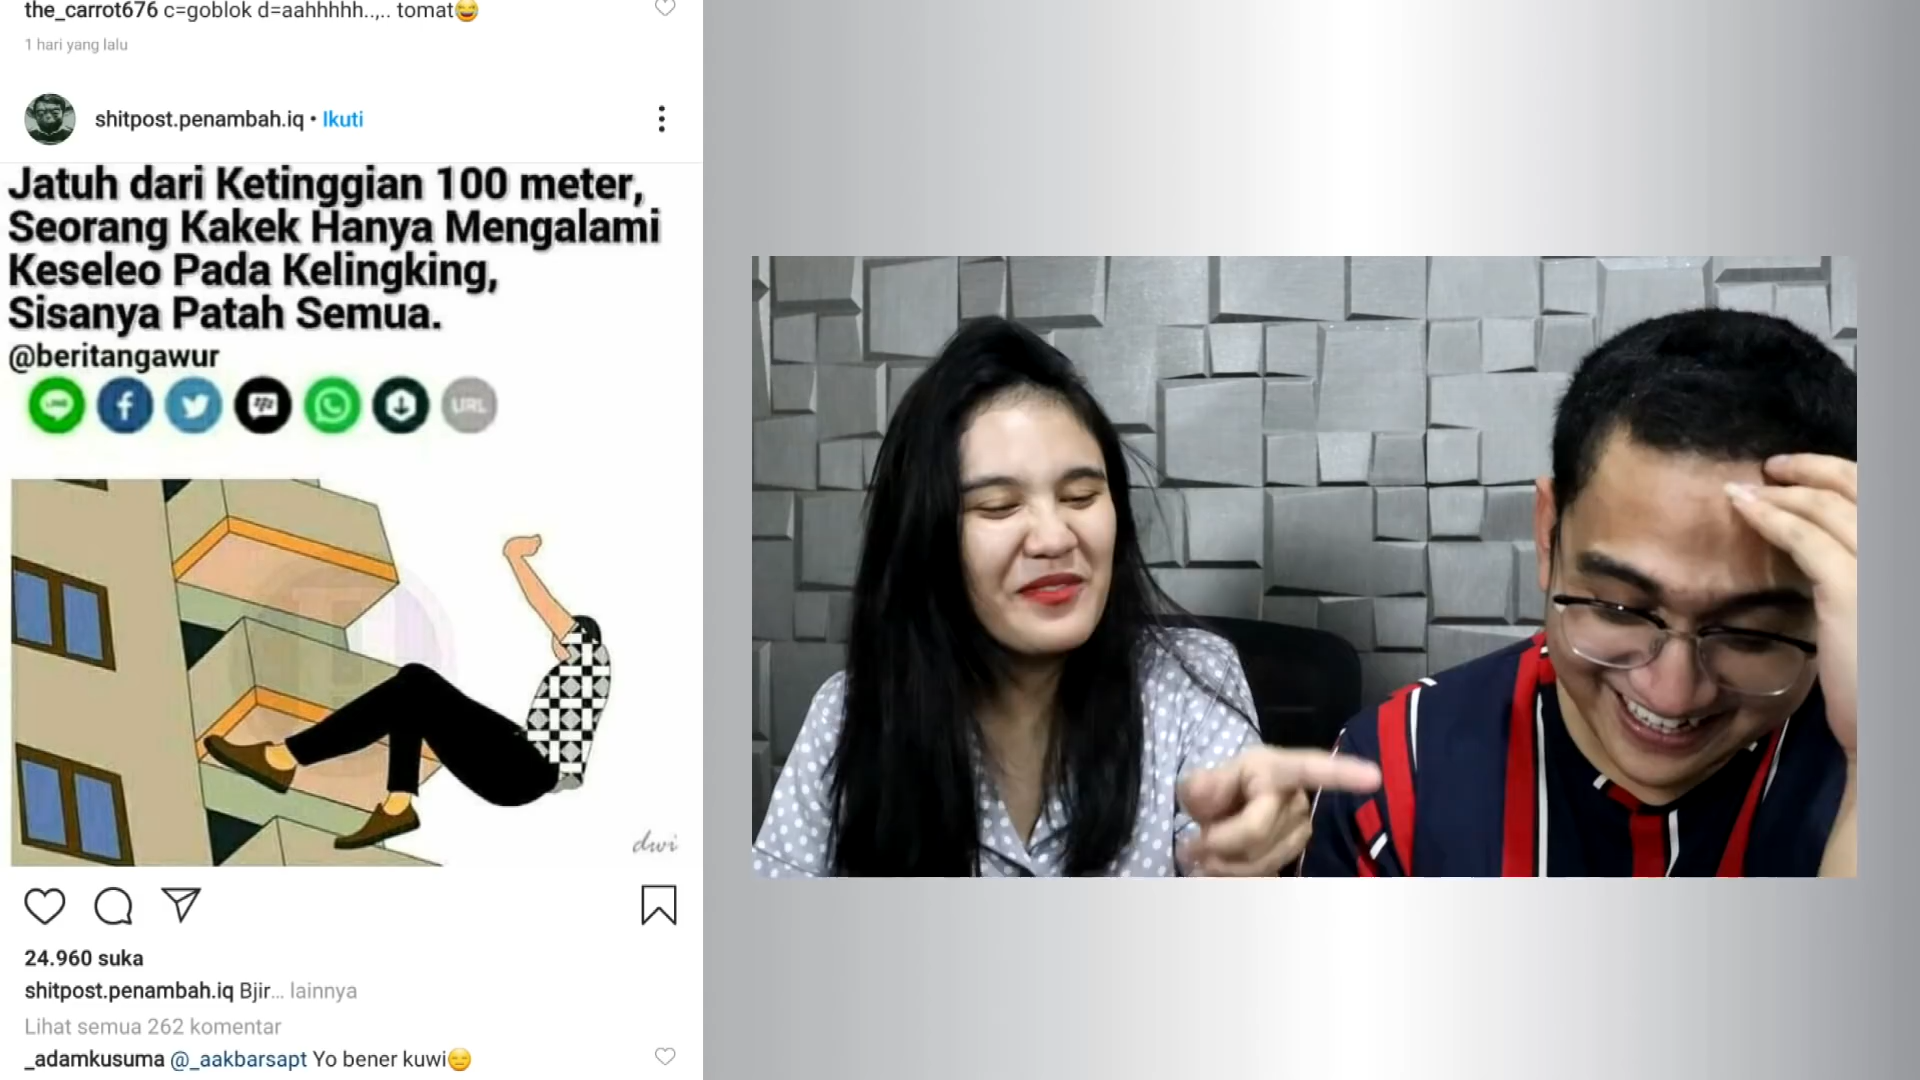 the_carrot676 c=goblok d=aahhhhh..,.. tomat😂
1 hari yang lalu
shitpost.penambah.iq • Ikuti
Jatuh dari Ketinggian 100 meter,
Seorang Kakek Hanya Mengalami
Keseleo Pada Kelingking,
Sisanya Patah Semua.
@beritangawur
LINE
URL
dwi
24.960 suka
shitpost.penambah.iq Bjir... lainnya
Lihat semua 262 komentar
_adamkusuma @_aakbarsapt Yo bener kuwi😑